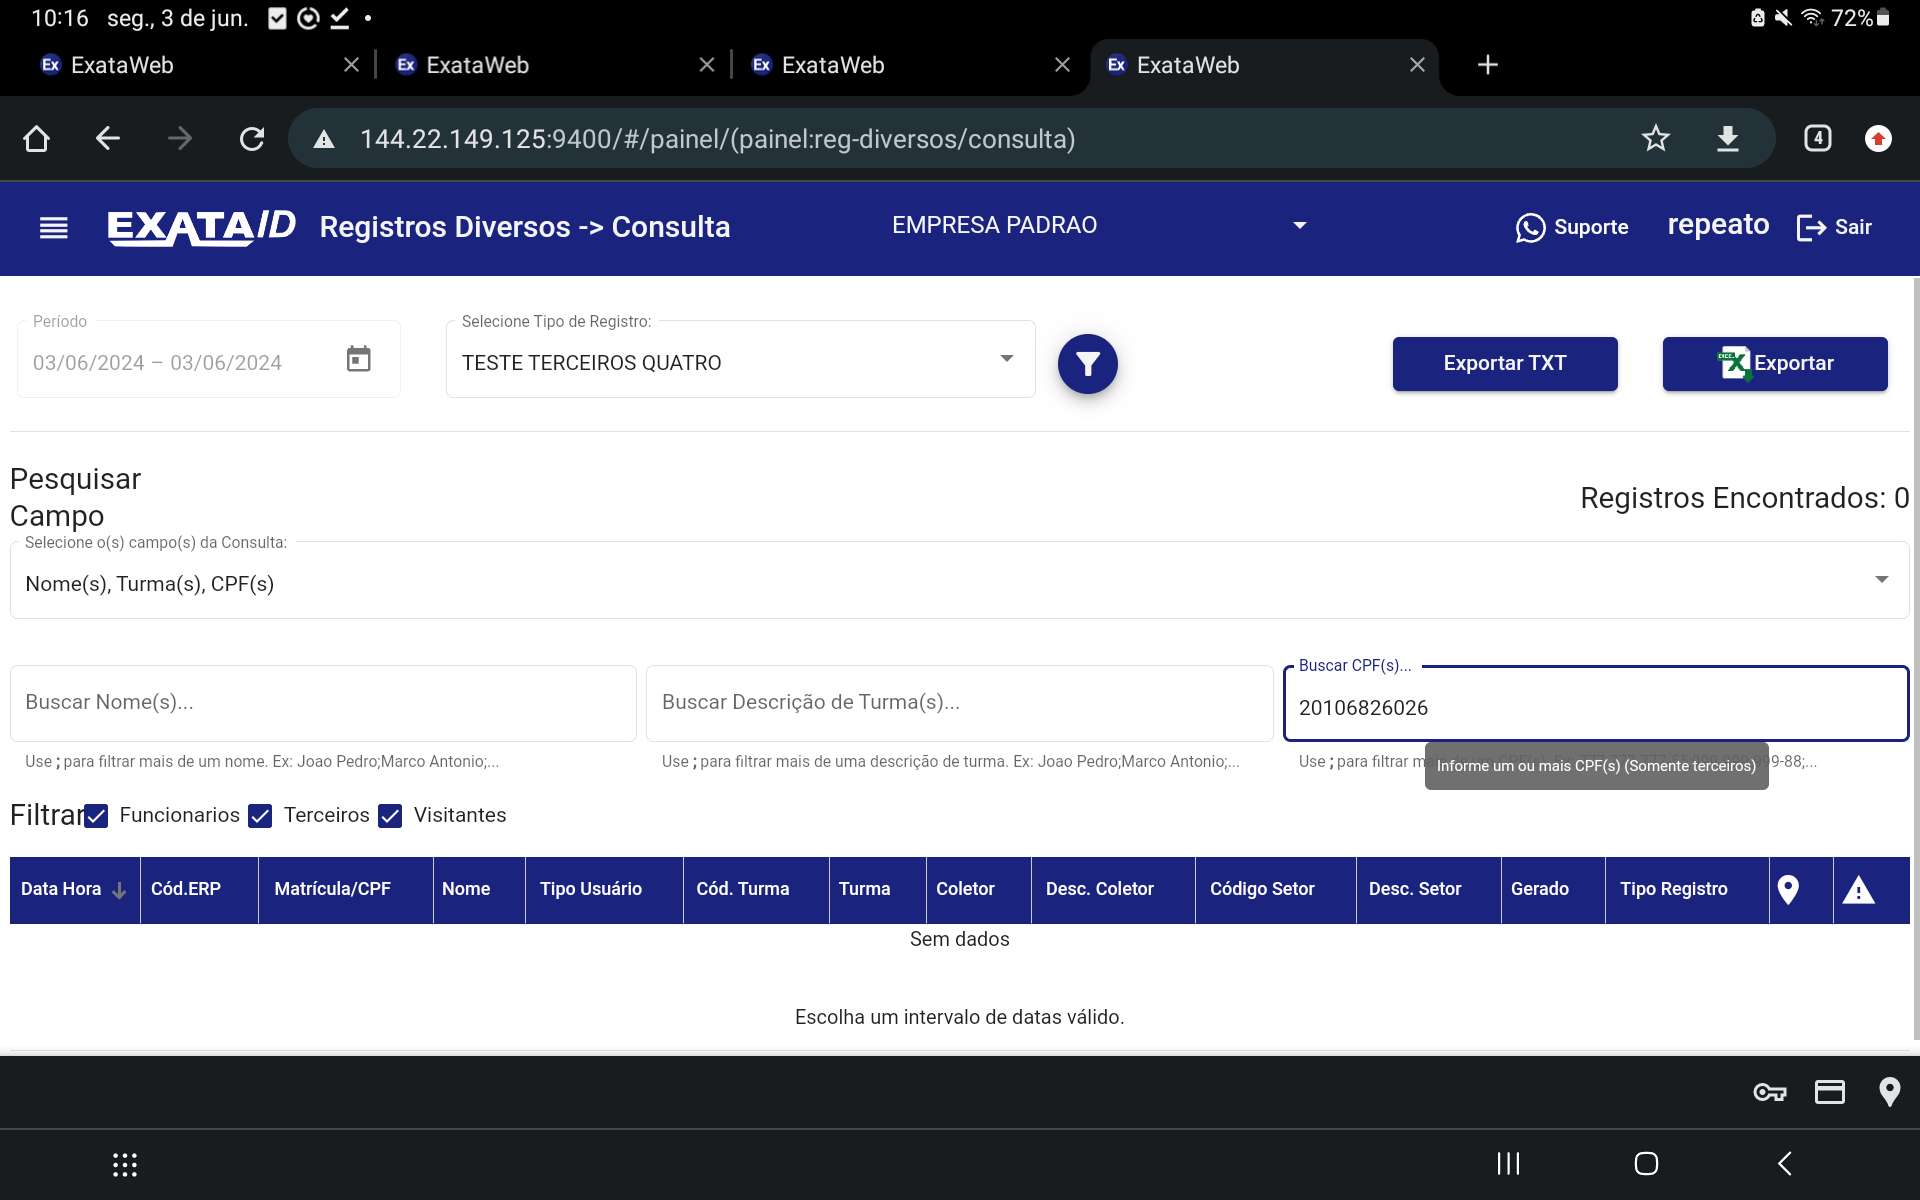 10:16 seg., 3 de jun. 72%
Ex ExataWeb Ex ExataWeb Ex ExataWeb Ex ExataWeb
144.22.149.125:9400/#/painel/(painel:reg-diversos/consulta) 4
EXATA/D Registros Diversos -> Consulta EMPRESA PADRAO Suporte repeato Sair
Período
03/06/2024 – 03/06/2024
Selecione Tipo de Registro:
TESTE TERCEIROS QUATRO
Exportar TXT
Exportar
Pesquisar
Campo
Registros Encontrados: 0
Selecione o(s) campo(s) da Consulta:
Nome(s), Turma(s), CPF(s)
Buscar Nome(s)...
Buscar Descrição de Turma(s)...
Buscar CPF(s)...
20106826026
Use ; para filtrar mais de um nome. Ex: Joao Pedro;Marco Antonio;...
Use ; para filtrar mais de uma descrição de turma. Ex: Joao Pedro;Marco Antonio;...
Use ; para filtrar 99-88;...
Informe um ou mais CPF(s) (Somente terceiros)
Filtrar Funcionarios Terceiros Visitantes
Data Hora Cód.ERP Matrícula/CPF Nome Tipo Usuário Cód. Turma Turma Coletor Desc. Coletor Código Setor Desc. Setor Gerado Tipo Registro
Sem dados
Escolha um intervalo de datas válido.